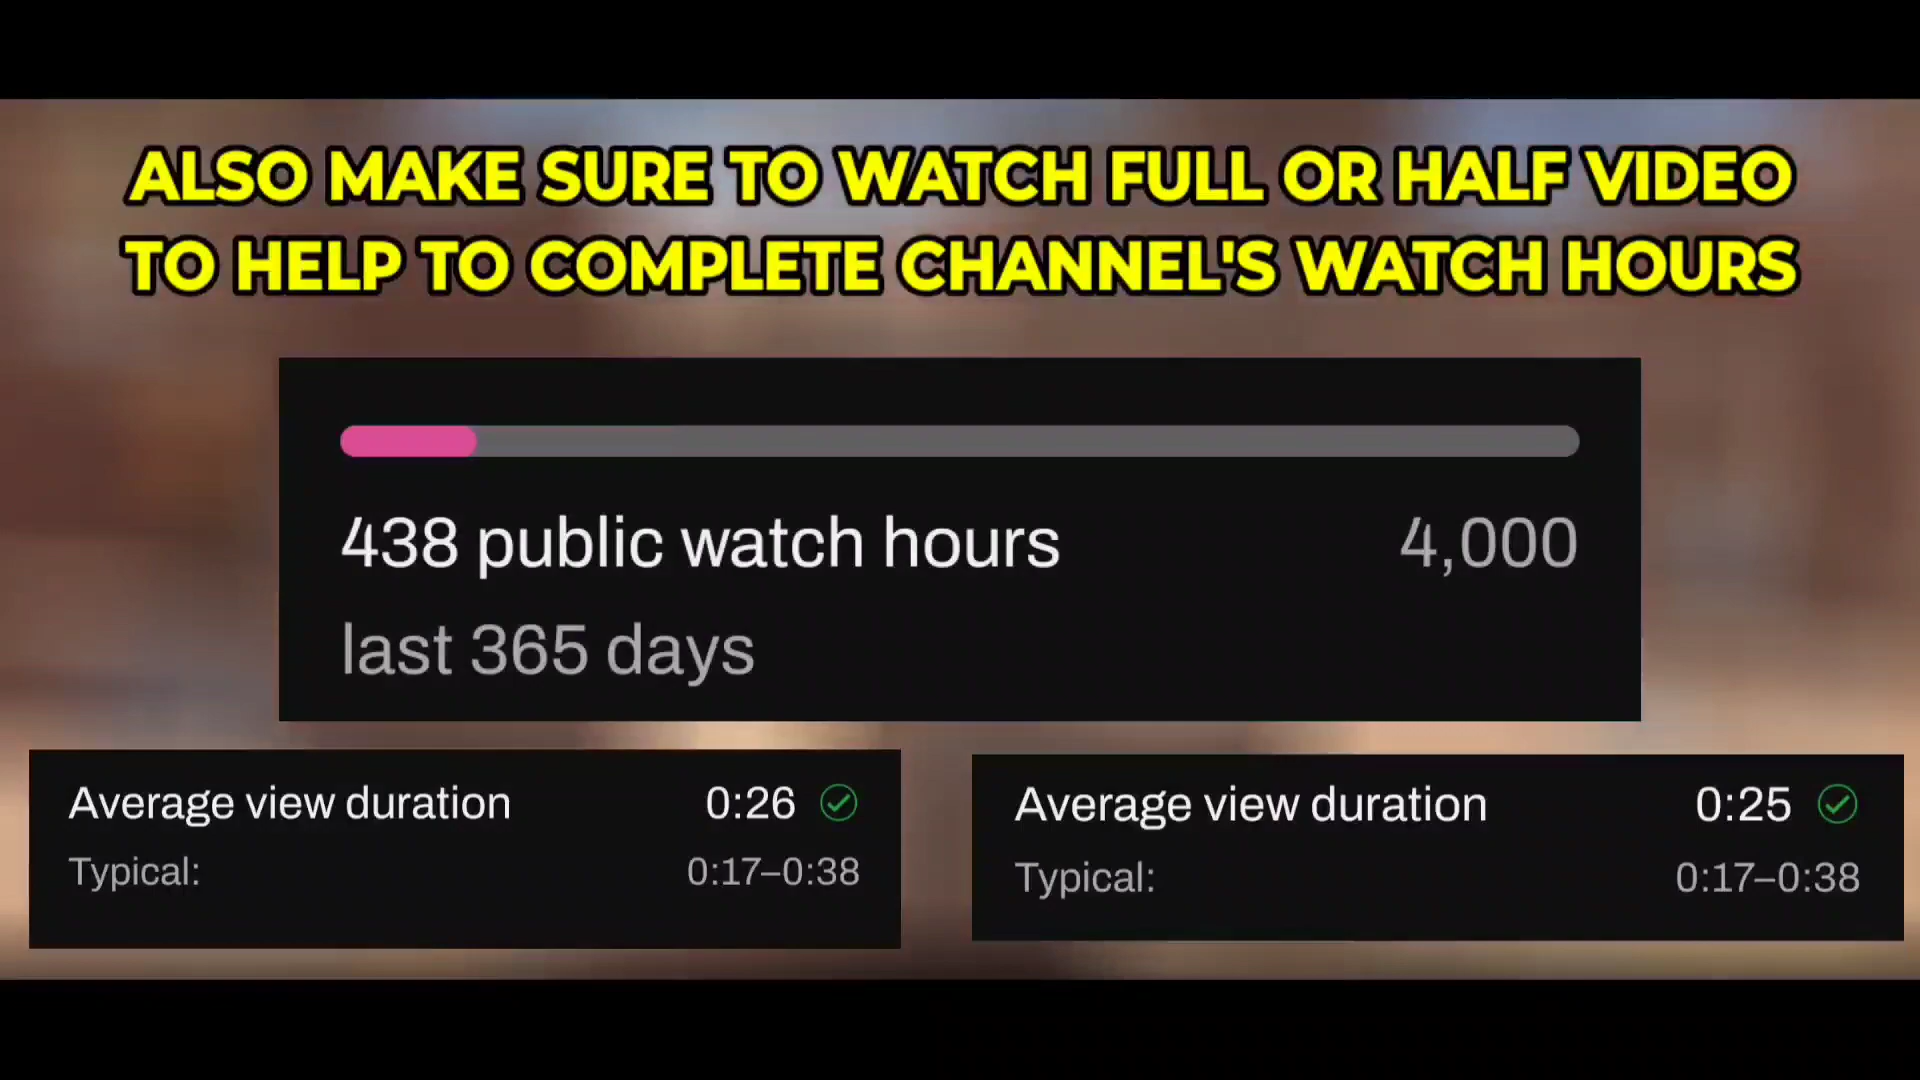 ALSO MAKE SURE TO WATCH FULL OR HALF VIDEO
TO HELP TO COMPLETE CHANNEL'S WATCH HOURS
438 public watch hours 4,000
last 365 days
Average view duration 0:26
Typical: 0:17–0:38
Average view duration 0:25
Typical: 0:17–0:38